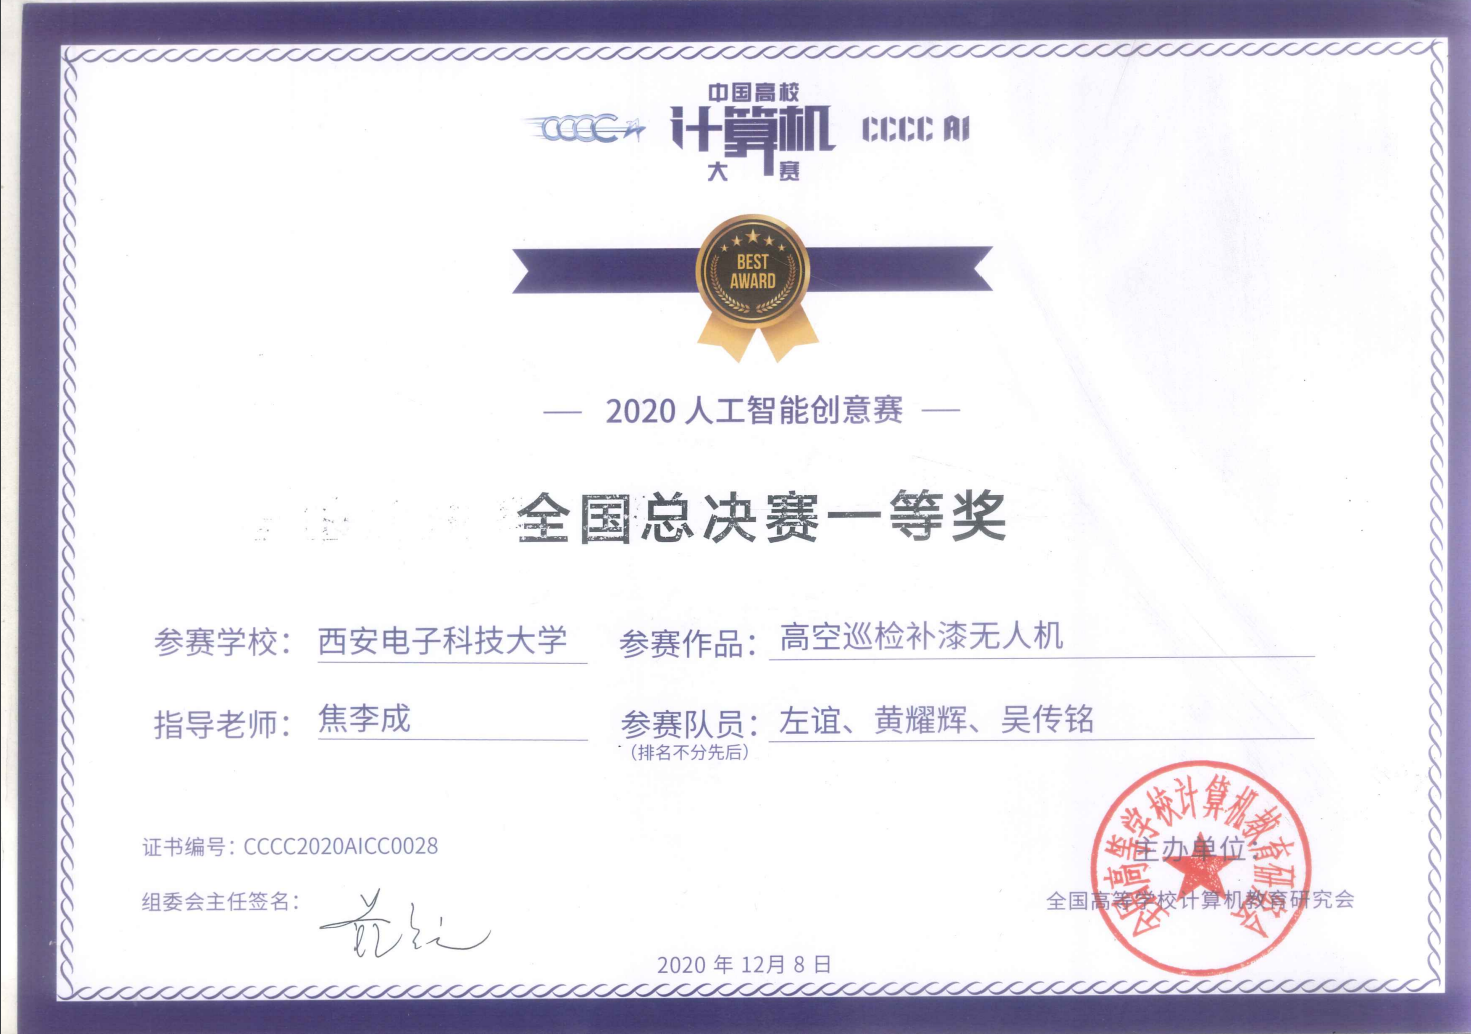 CCCC
中国高校
计算机
大赛
CCCC AI
BEST
AWARD
2020 人工智能创意赛
全国总决赛一等奖
参赛学校： 西安电子科技大学
参赛作品： 高空巡检补漆无人机
指导老师： 焦李成
参赛队员： 左谊、黄耀辉、吴传铭
（排名不分先后）
证书编号：CCCC2020AICC0028
主办单位：
组委会主任签名：
全国高等学校计算机教育研究会
全国高等学校计算机教育研究会
2020 年 12月 8 日